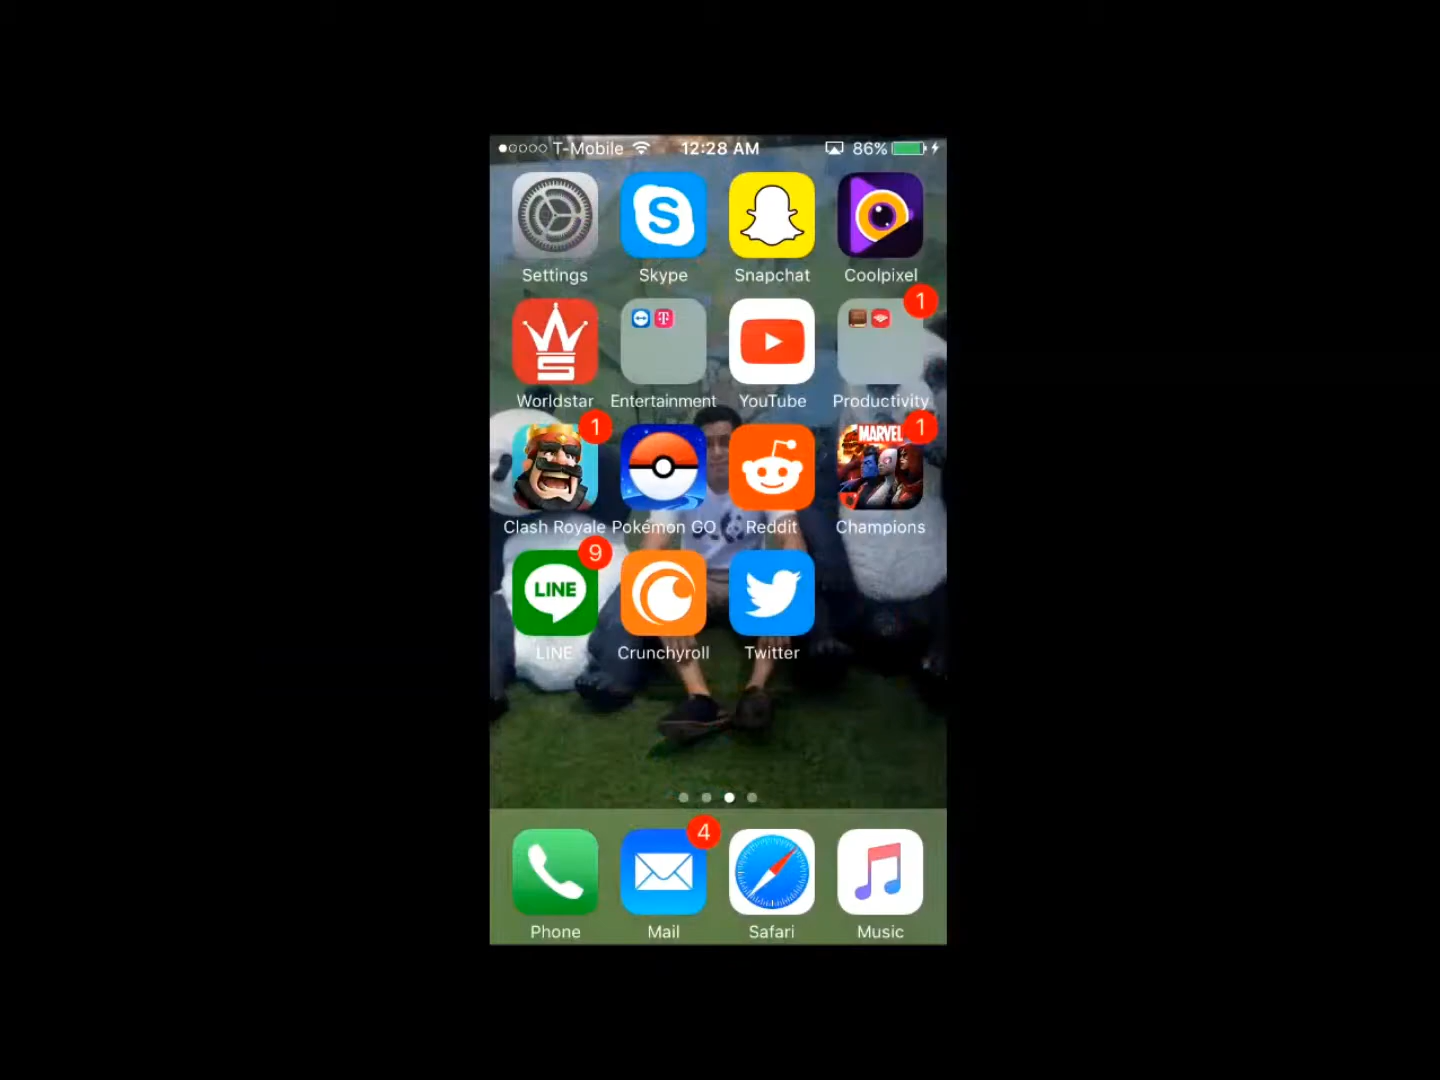 T-Mobile 12:28 AM 86%
S
Settings Skype Snapchat Coolpixel
1
T
S
Worldstar Entertainment YouTube Productivity
1 MARVEL 1
Clash Royale Pokémon GO Reddit Champions
9
LINE
LINE Crunchyroll Twitter
4
Phone Mail Safari Music